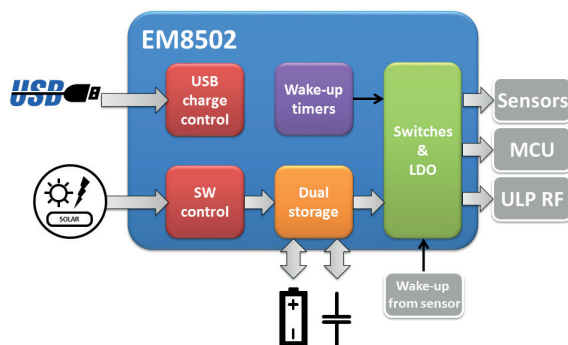 EM8502
USB
USB
charge
control
Wake-up
timers
Switches
&
LDO
Sensors
MCU
ULP RF
SOLAR
SW
control
Dual
storage
Wake-up
from sensor